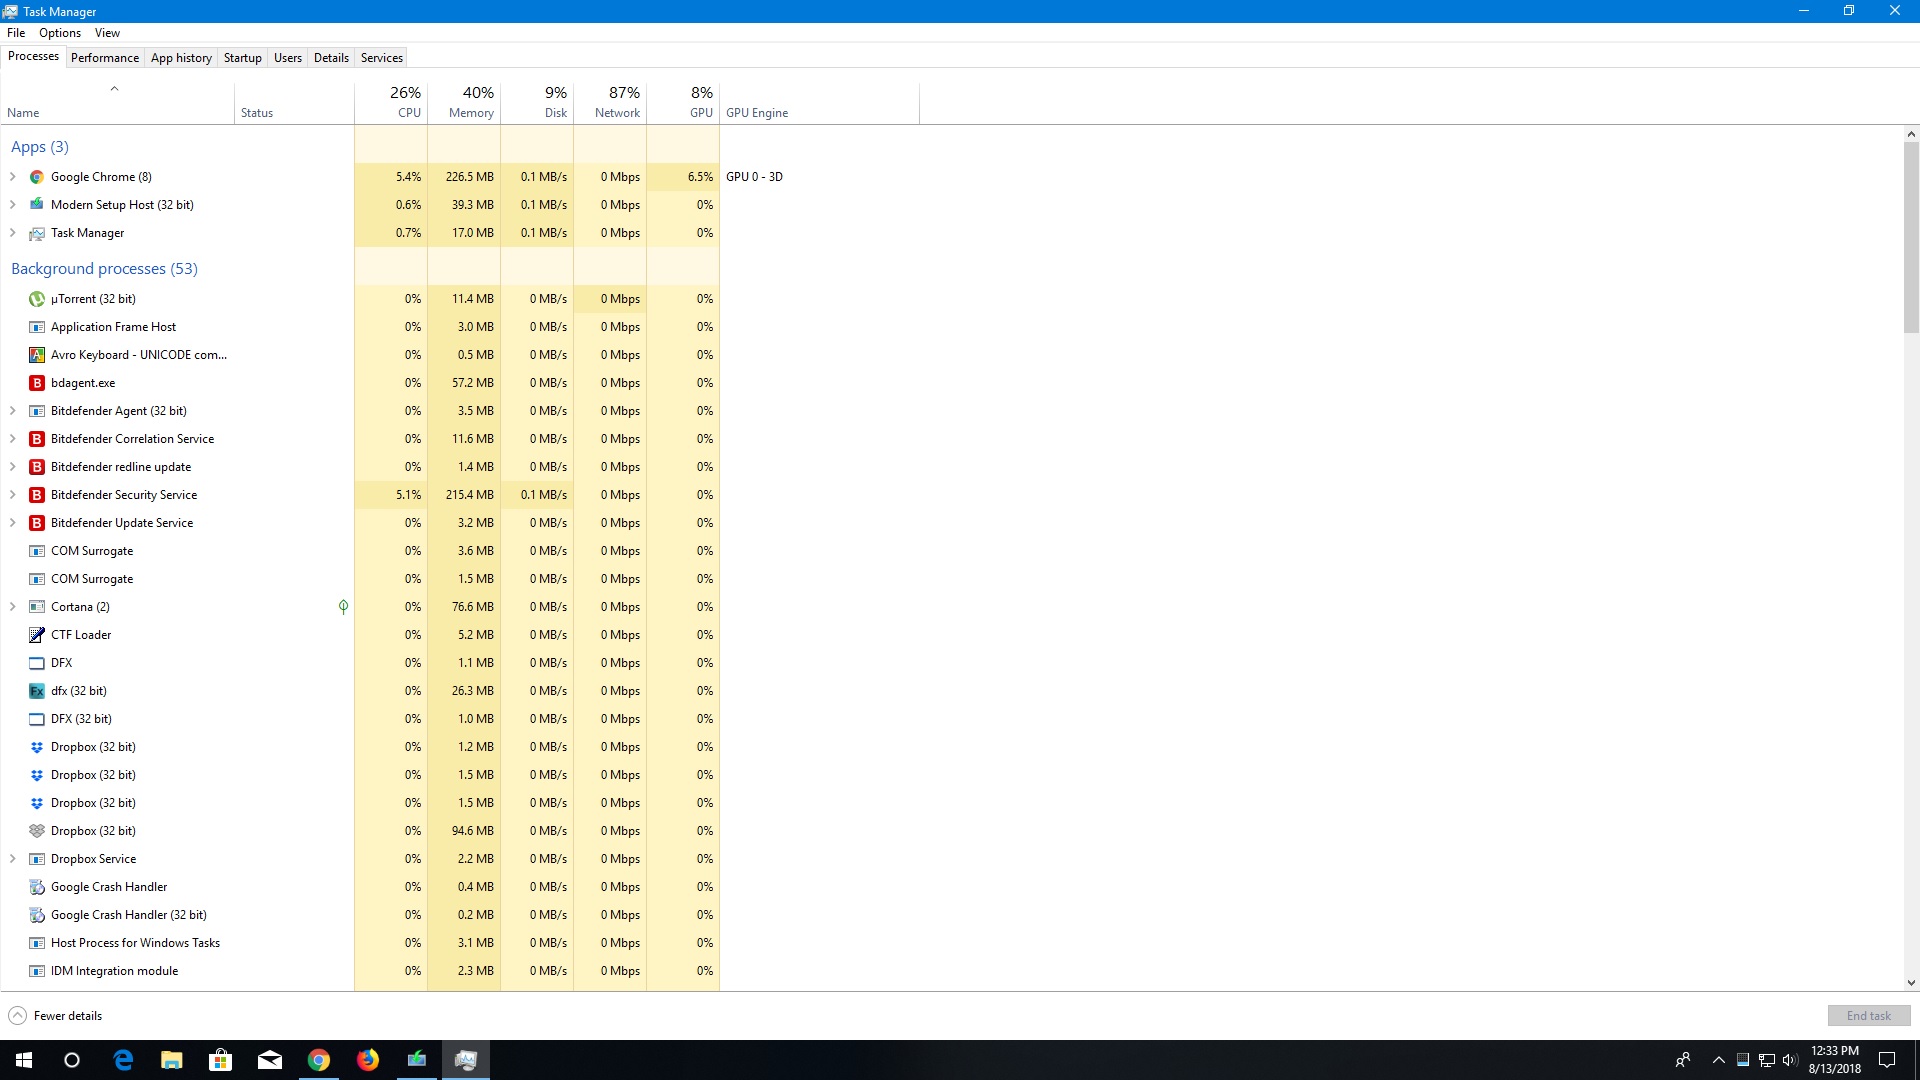 Task Manager
File Options View
Processes Performance App history Startup Users Details Services
26% 40% 9% 87% 8%
Name Status CPU Memory Disk Network GPU GPU Engine
Apps (3)
Google Chrome (8) 5.4% 226.5 MB 0.1 MB/s 0 Mbps 6.5% GPU 0 - 3D
Modern Setup Host (32 bit) 0.6% 39.3 MB 0.1 MB/s 0 Mbps 0%
Task Manager 0.7% 17.0 MB 0.1 MB/s 0 Mbps 0%
Background processes (53)
µTorrent (32 bit) 0% 11.4 MB 0 MB/s 0 Mbps 0%
Application Frame Host 0% 3.0 MB 0 MB/s 0 Mbps 0%
Avro Keyboard - UNICODE com... 0% 0.5 MB 0 MB/s 0 Mbps 0%
bdagent.exe 0% 57.2 MB 0 MB/s 0 Mbps 0%
Bitdefender Agent (32 bit) 0% 3.5 MB 0 MB/s 0 Mbps 0%
Bitdefender Correlation Service 0% 11.6 MB 0 MB/s 0 Mbps 0%
Bitdefender redline update 0% 1.4 MB 0 MB/s 0 Mbps 0%
Bitdefender Security Service 5.1% 215.4 MB 0.1 MB/s 0 Mbps 0%
Bitdefender Update Service 0% 3.2 MB 0 MB/s 0 Mbps 0%
COM Surrogate 0% 3.6 MB 0 MB/s 0 Mbps 0%
COM Surrogate 0% 1.5 MB 0 MB/s 0 Mbps 0%
Cortana (2) 0% 76.6 MB 0 MB/s 0 Mbps 0%
CTF Loader 0% 5.2 MB 0 MB/s 0 Mbps 0%
DFX 0% 1.1 MB 0 MB/s 0 Mbps 0%
dfx (32 bit) 0% 26.3 MB 0 MB/s 0 Mbps 0%
DFX (32 bit) 0% 1.0 MB 0 MB/s 0 Mbps 0%
Dropbox (32 bit) 0% 1.2 MB 0 MB/s 0 Mbps 0%
Dropbox (32 bit) 0% 1.5 MB 0 MB/s 0 Mbps 0%
Dropbox (32 bit) 0% 1.5 MB 0 MB/s 0 Mbps 0%
Dropbox (32 bit) 0% 94.6 MB 0 MB/s 0 Mbps 0%
Dropbox Service 0% 2.2 MB 0 MB/s 0 Mbps 0%
Google Crash Handler 0% 0.4 MB 0 MB/s 0 Mbps 0%
Google Crash Handler (32 bit) 0% 0.2 MB 0 MB/s 0 Mbps 0%
Host Process for Windows Tasks 0% 3.1 MB 0 MB/s 0 Mbps 0%
IDM Integration module 0% 2.3 MB 0 MB/s 0 Mbps 0%
Fewer details End task
12:33 PM
8/13/2018